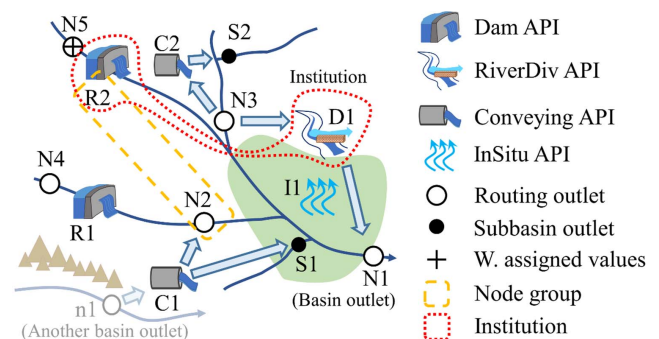 N5
C2
S2
R2
Institution
N3
D1
N4
I1
N2
R1
S1
N1
C1
(Basin outlet)
n1
(Another basin outlet)
Dam API
RiverDiv API
Conveying API
InSitu API
Routing outlet
Subbasin outlet
W. assigned values
Node group
Institution